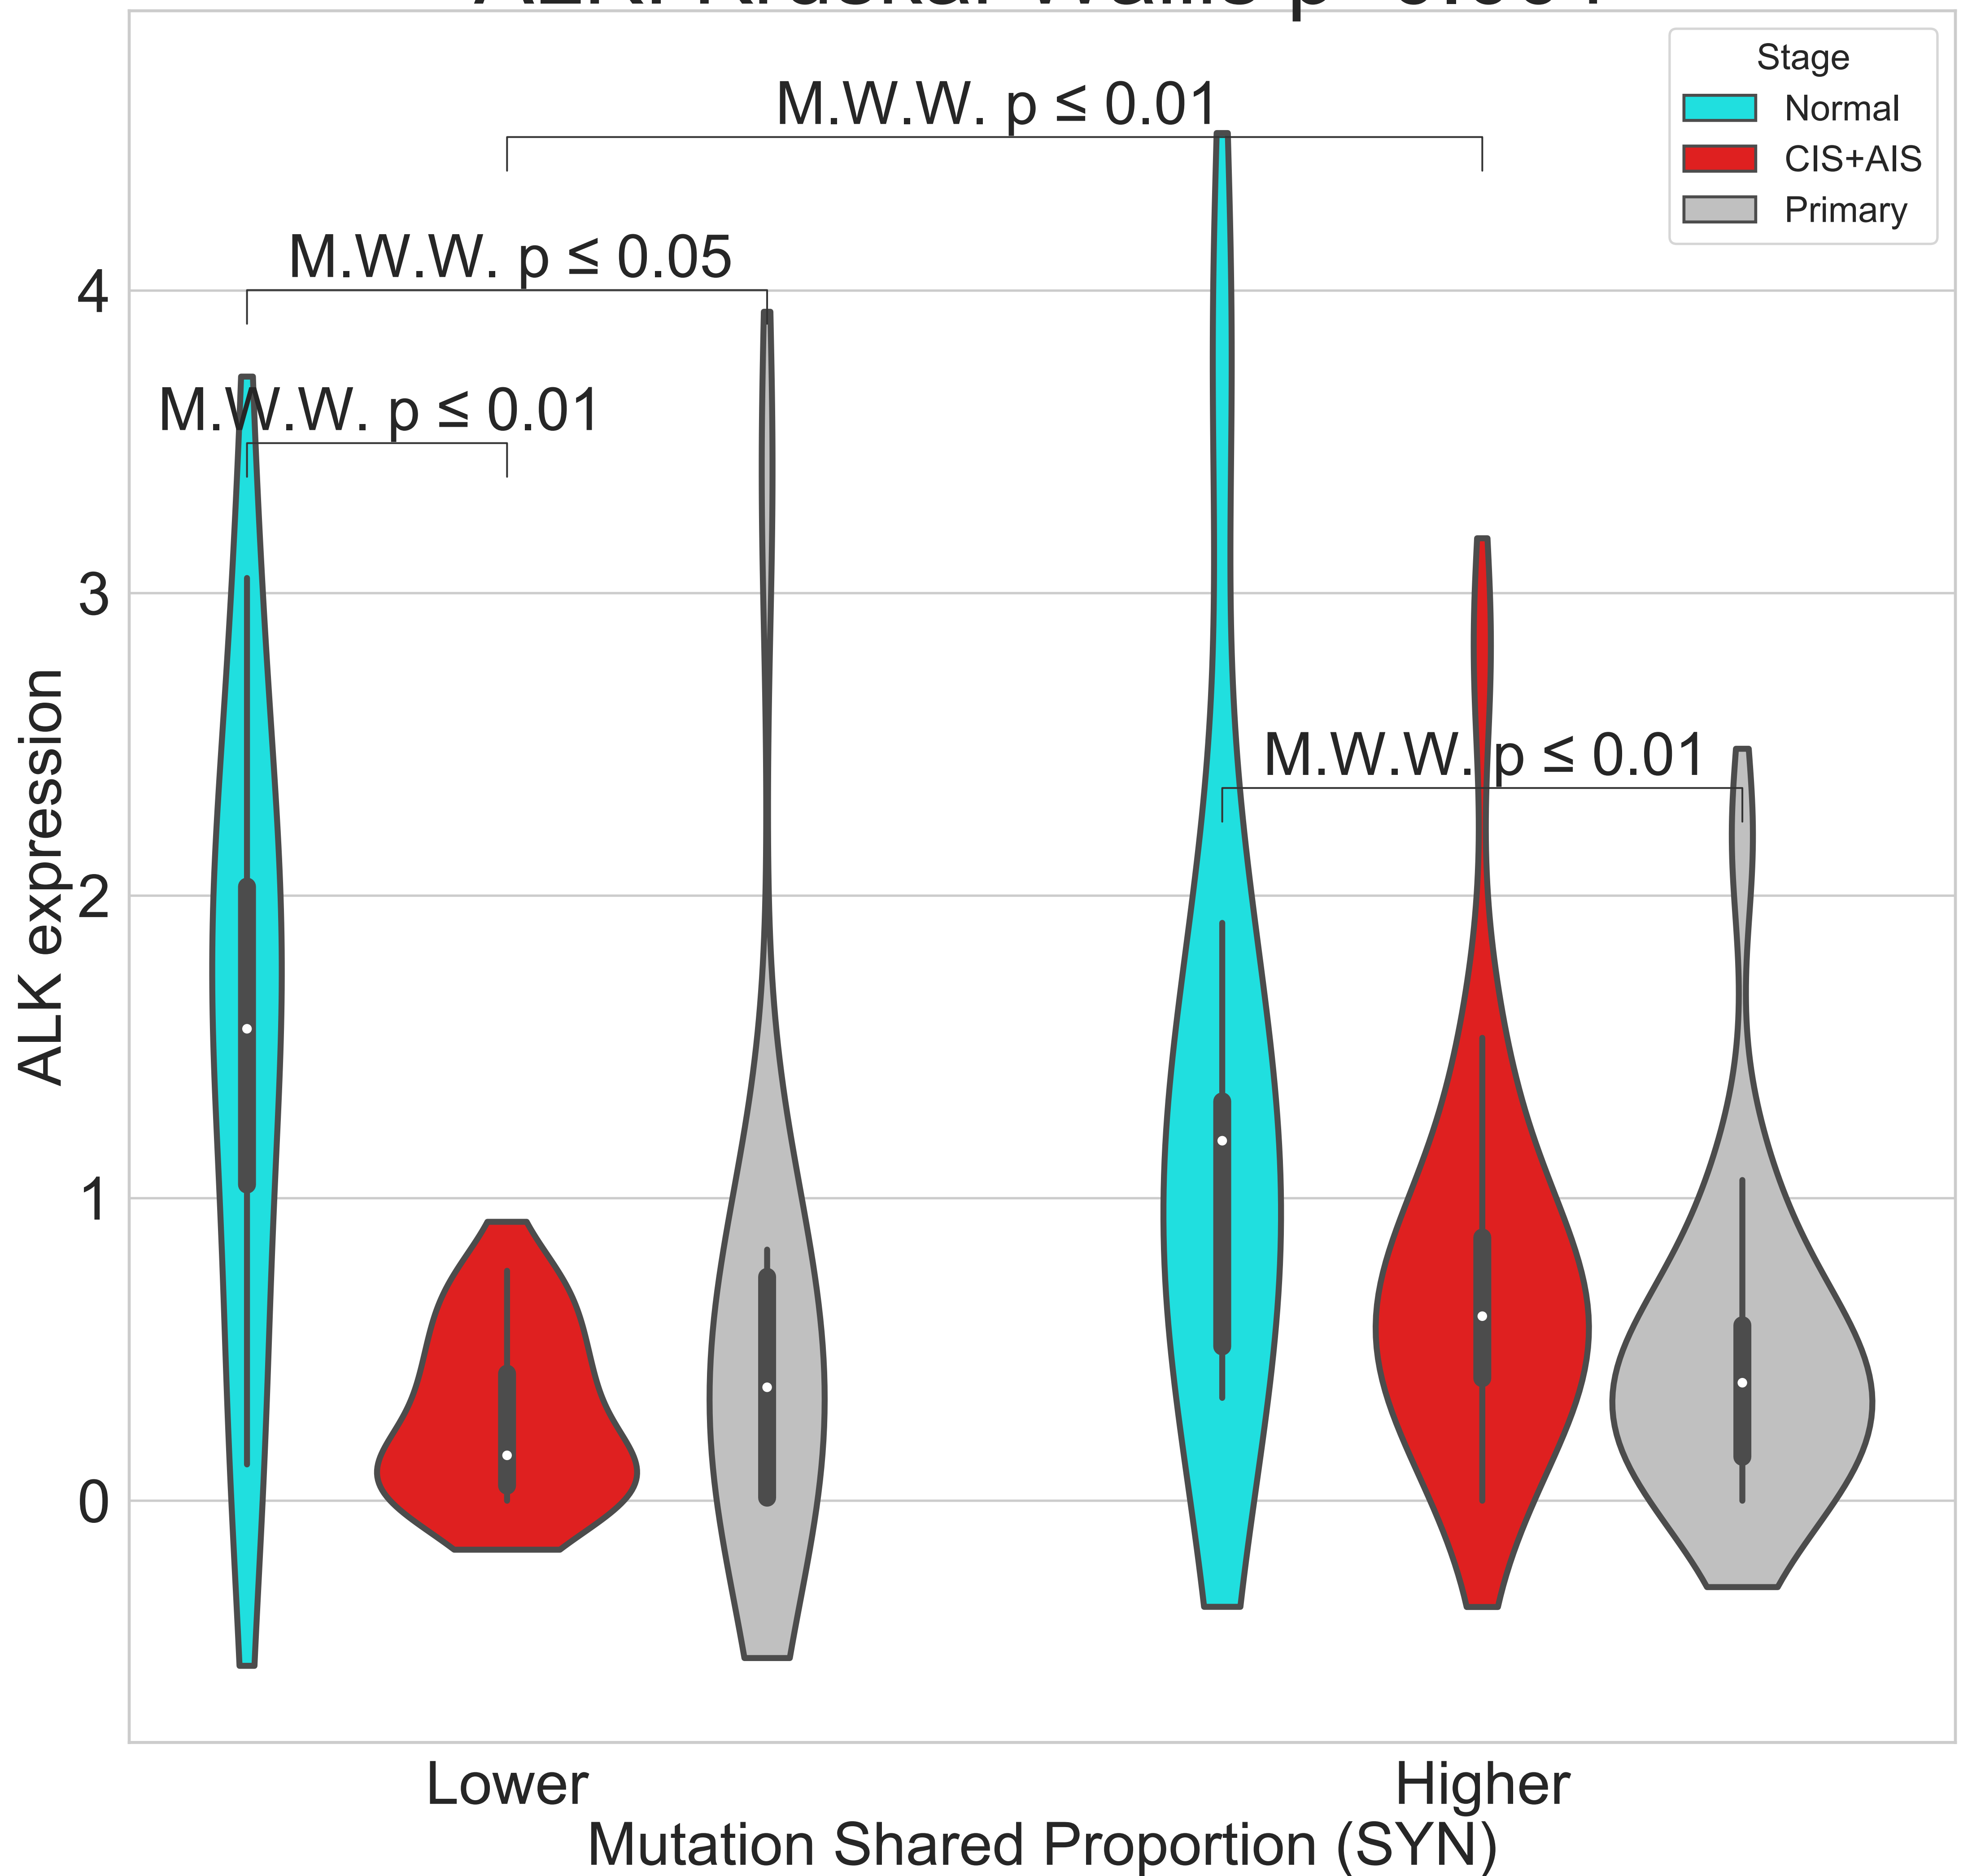 Stage
Normal
CIS+AIS
Primary
M.W.W. p ≤ 0.01
M.W.W. p ≤ 0.05
M.W.W. p ≤ 0.01
M.W.W. p ≤ 0.01
4
3
2
1
0
ALK expression
Lower
Higher
Mutation Shared Proportion (SYN)